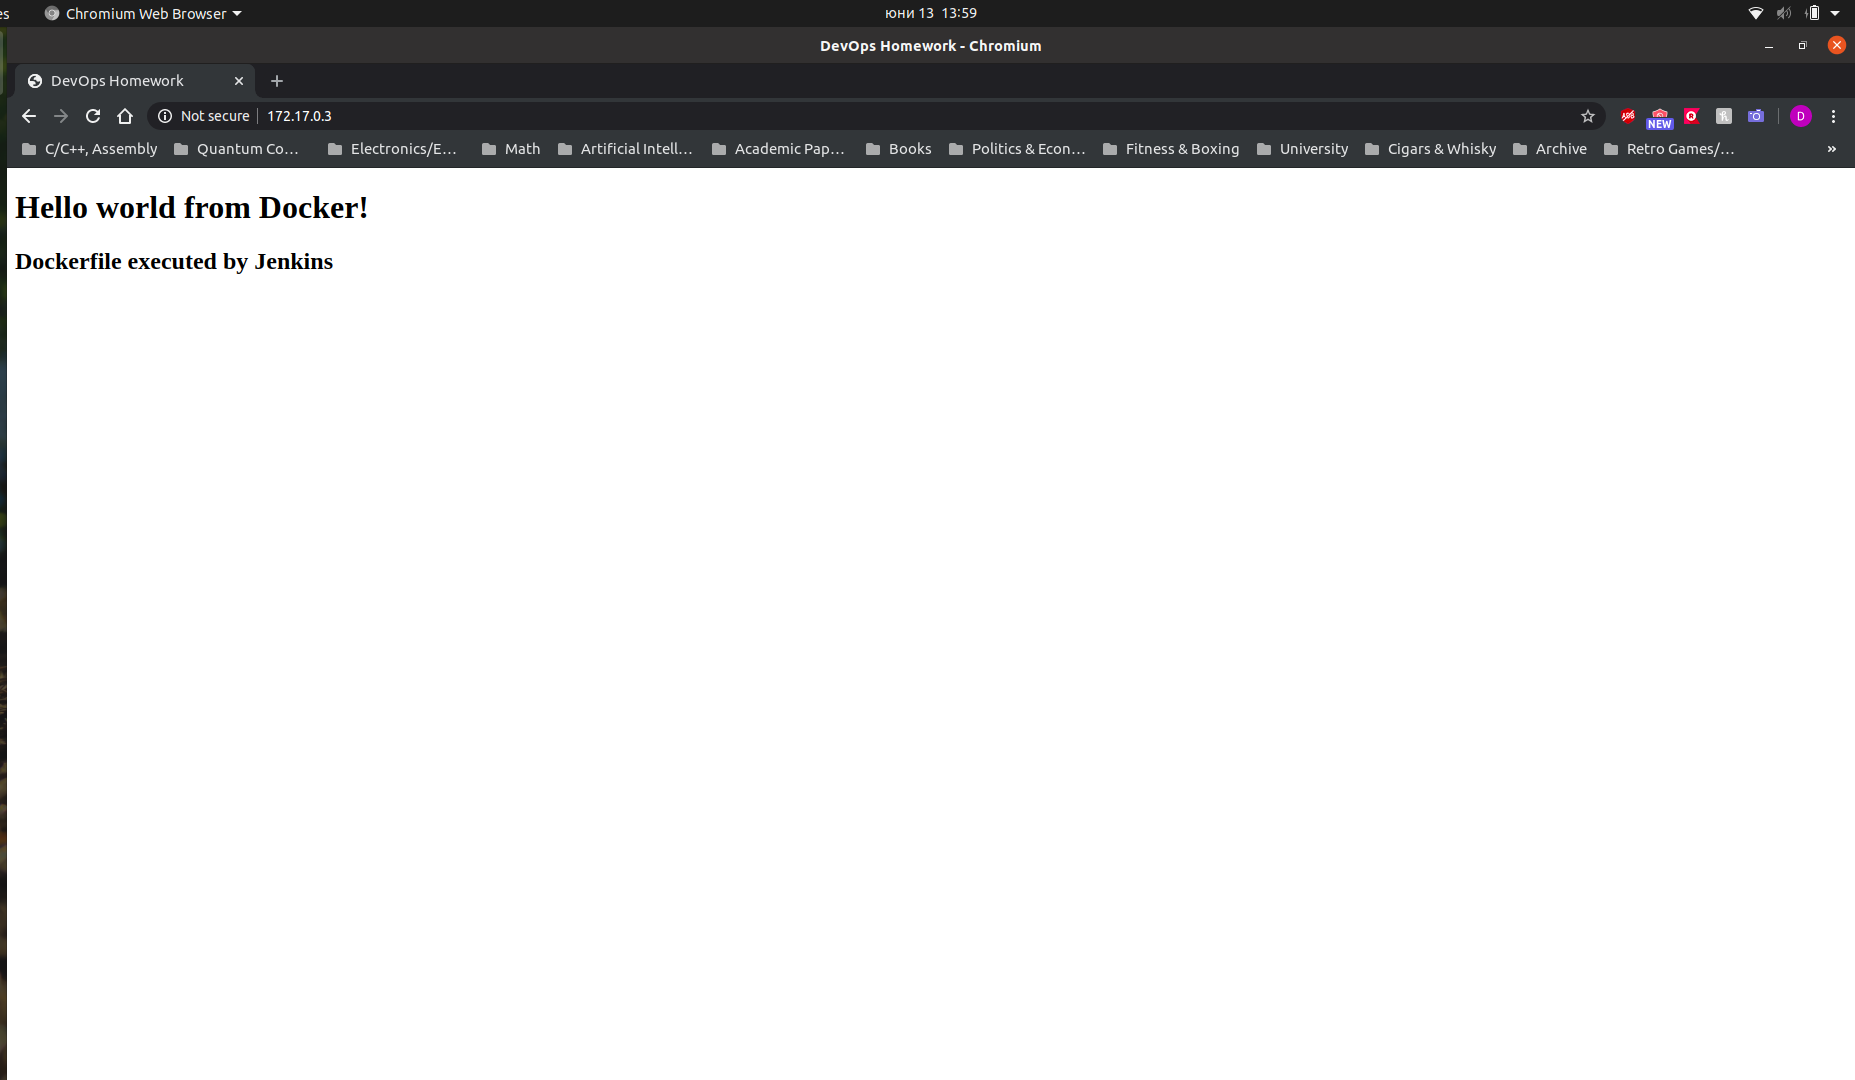 es Chromium Web Browser юни 13 13:59
DevOps Homework - Chromium
DevOps Homework
Not secure 172.17.0.3 ABP NEW D
C/C++, Assembly Quantum Co... Electronics/E... Math Artificial Intell... Academic Pap... Books Politics & Econ... Fitness & Boxing University Cigars & Whisky Archive Retro Games/... »
Hello world from Docker!
Dockerfile executed by Jenkins